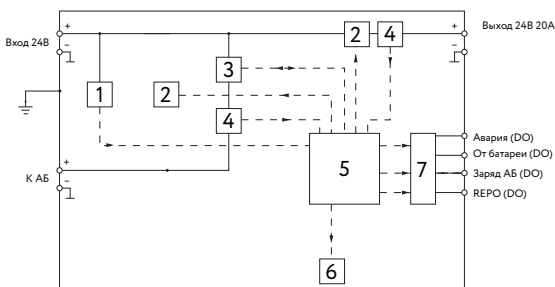 +
Вход 24В
–
+
К АБ
–
1
2
3
4
2
4
5
6
7
+
Выход 24В 20А
–
Авария (DO)
От батареи (DO)
Заряд АБ (DO)
REPO (DO)